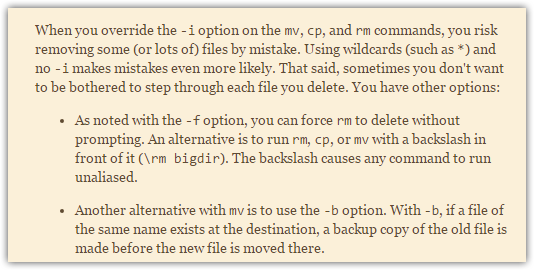 When you override the -i option on the mv, cp, and rm commands, you risk
removing some (or lots of) files by mistake. Using wildcards (such as *) and
no -i makes mistakes even more likely. That said, sometimes you don't want
to be bothered to step through each file you delete. You have other options:
• As noted with the -f option, you can force rm to delete without
prompting. An alternative is to run rm, cp, or mv with a backslash in
front of it (\rm bigdir). The backslash causes any command to run
unaliased.
• Another alternative with mv is to use the -b option. With -b, if a file of
the same name exists at the destination, a backup copy of the old file is
made before the new file is moved there.